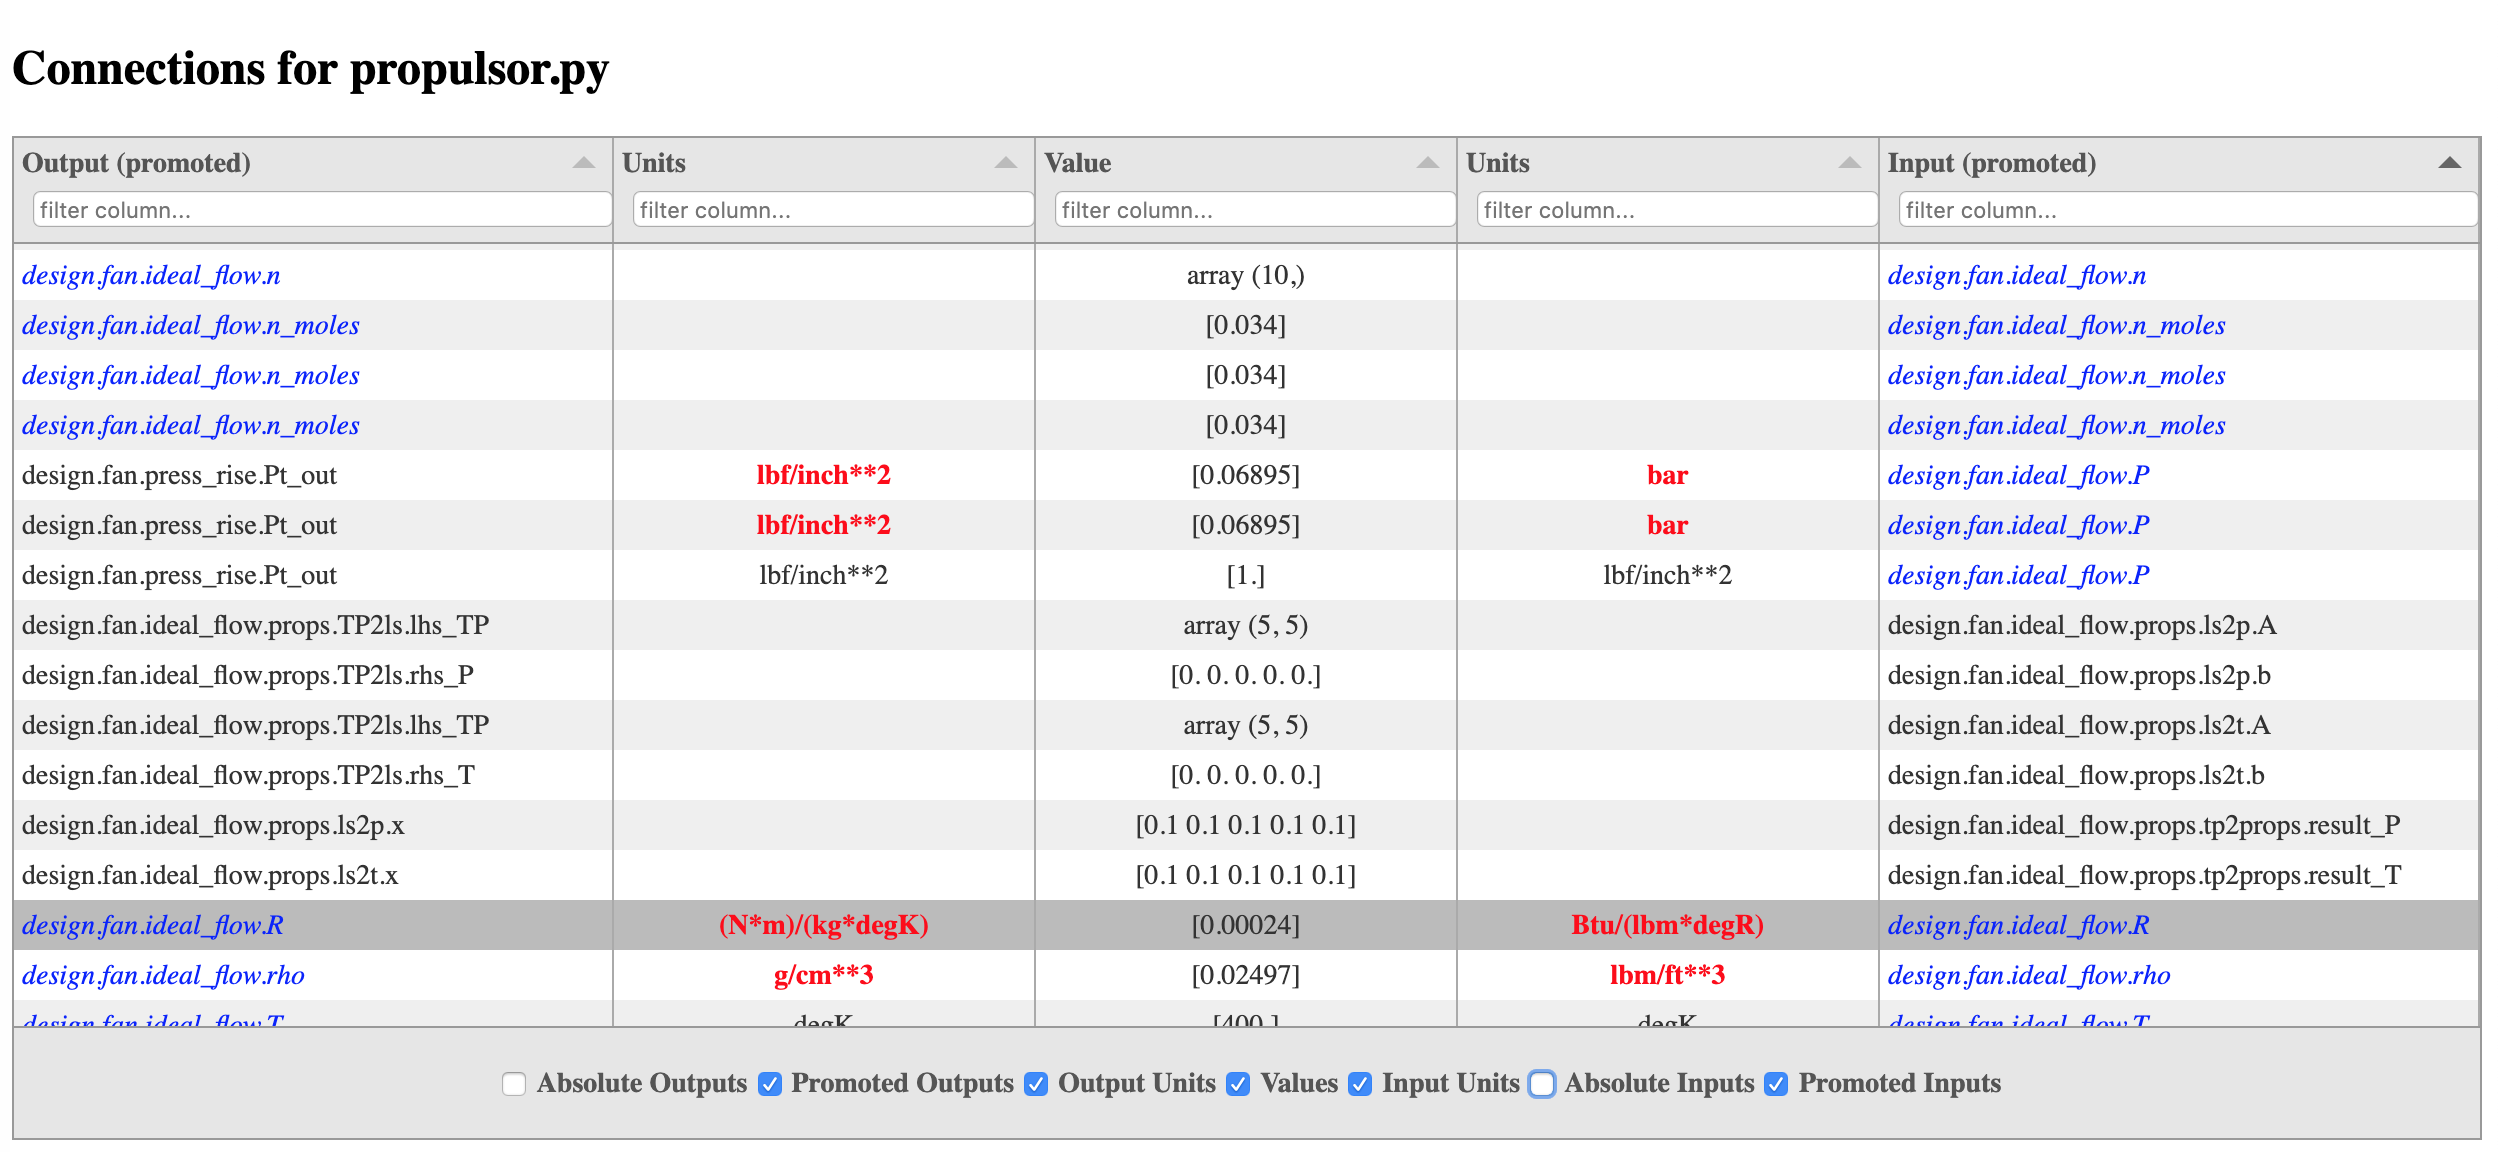 Connections for propulsor.py
Output (promoted) Units Value Units Input (promoted)
filter column... filter column... filter column... filter column... filter column...
design.fan.ideal_flow.n array (10,) design.fan.ideal_flow.n
design.fan.ideal_flow.n_moles [0.034] design.fan.ideal_flow.n_moles
design.fan.ideal_flow.n_moles [0.034] design.fan.ideal_flow.n_moles
design.fan.ideal_flow.n_moles [0.034] design.fan.ideal_flow.n_moles
design.fan.press_rise.Pt_out lbf/inch**2 [0.06895] bar design.fan.ideal_flow.P
design.fan.press_rise.Pt_out lbf/inch**2 [0.06895] bar design.fan.ideal_flow.P
design.fan.press_rise.Pt_out lbf/inch**2 [1.] lbf/inch**2 design.fan.ideal_flow.P
design.fan.ideal_flow.props.TP2ls.lhs_TP array (5, 5) design.fan.ideal_flow.props.ls2p.A
design.fan.ideal_flow.props.TP2ls.rhs_P [0. 0. 0. 0. 0.] design.fan.ideal_flow.props.ls2p.b
design.fan.ideal_flow.props.TP2ls.lhs_TP array (5, 5) design.fan.ideal_flow.props.ls2t.A
design.fan.ideal_flow.props.TP2ls.rhs_T [0. 0. 0. 0. 0.] design.fan.ideal_flow.props.ls2t.b
design.fan.ideal_flow.props.ls2p.x [0.1 0.1 0.1 0.1 0.1] design.fan.ideal_flow.props.tp2props.result_P
design.fan.ideal_flow.props.ls2t.x [0.1 0.1 0.1 0.1 0.1] design.fan.ideal_flow.props.tp2props.result_T
design.fan.ideal_flow.R (N*m)/(kg*degK) [0.00024] Btu/(lbm*degR) design.fan.ideal_flow.R
design.fan.ideal_flow.rho g/cm**3 [0.02497] lbm/ft**3 design.fan.ideal_flow.rho
design.fan.ideal_flow.T degK [400.] degK design.fan.ideal_flow.T
Absolute Outputs Promoted Outputs Output Units Values Input Units Absolute Inputs Promoted Inputs